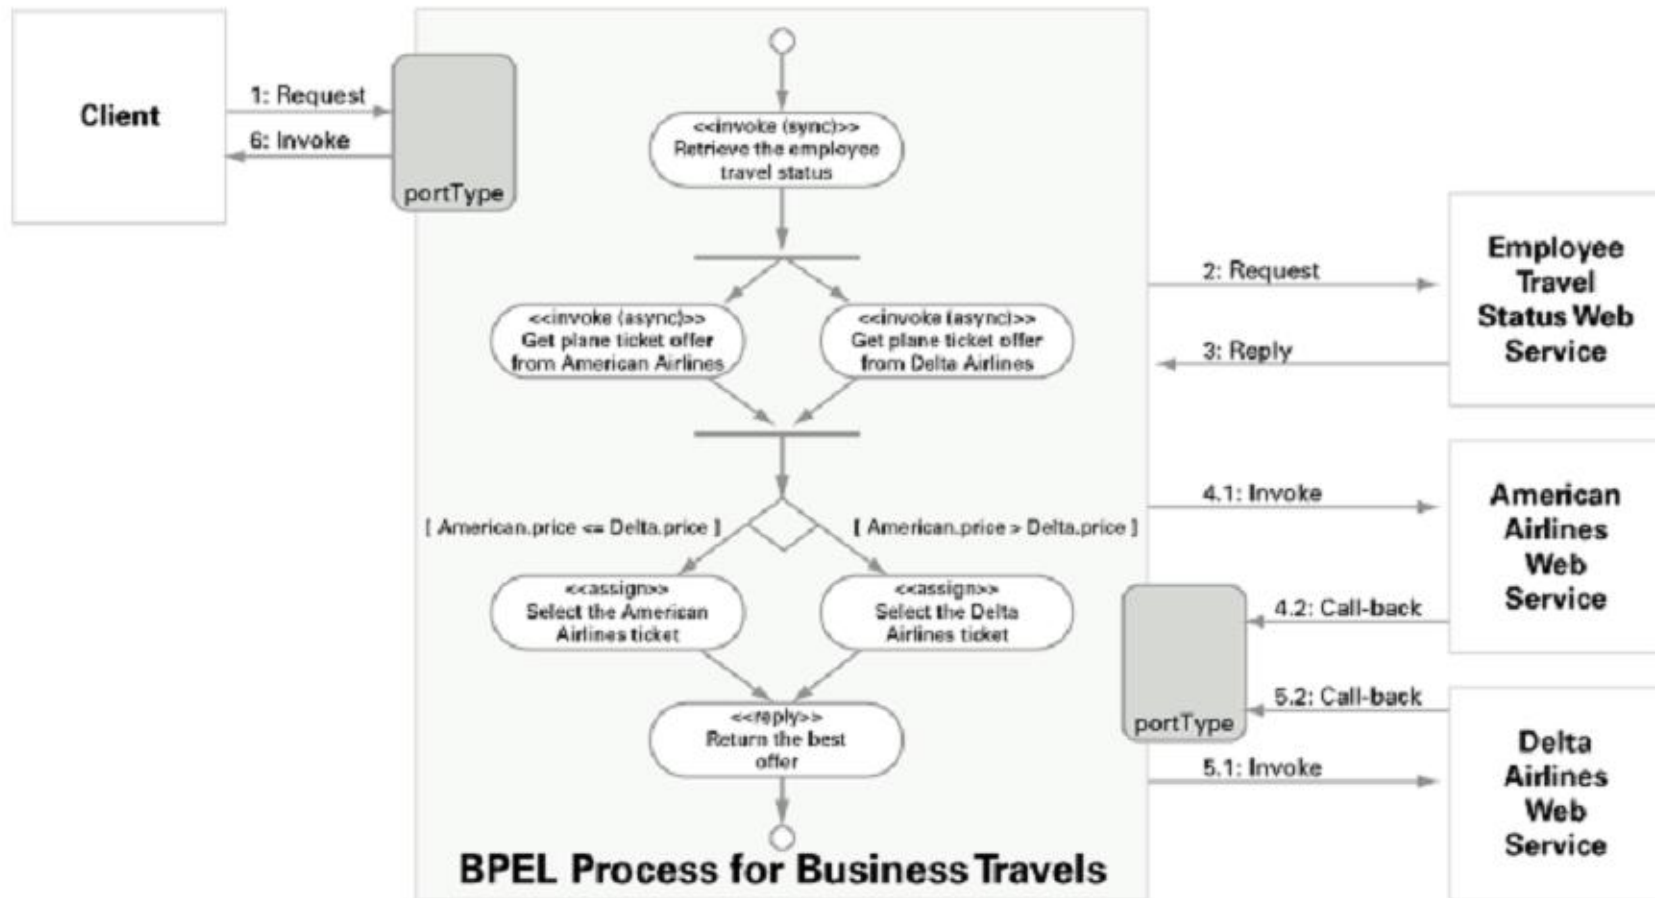 Client
1: Request
6: Invoke
portType
<<invoke (sync)>>
Retrieve the employee
travel status
<<invoke (async)>>
Get plane ticket offer
from American Airlines
<<invoke (async)>>
Get plane ticket offer
from Delta Airlines
[ American.price <= Delta.price ]
[ American.price > Delta.price ]
<<assign>>
Select the American
Airlines ticket
<<assign>>
Select the Delta
Airlines ticket
<<reply>>
Return the best
offer
BPEL Process for Business Travels
2: Request
3: Reply
Employee
Travel
Status Web
Service
4.1: Invoke
4.2: Call-back
American
Airlines
Web
Service
portType
5.2: Call-back
5.1: Invoke
Delta
Airlines
Web
Service